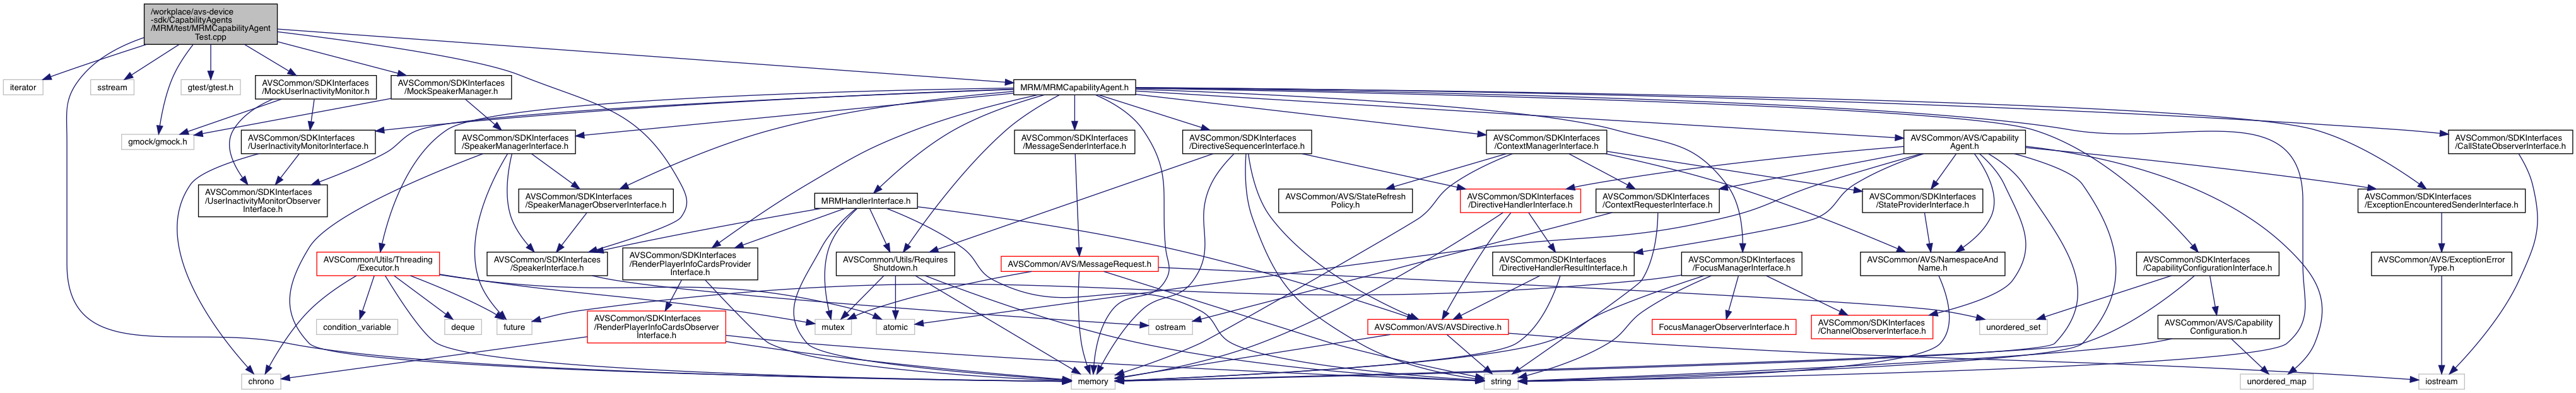 /workplace/avs-device
-sdk/CapabilityAgents
/MRM/test/MRMCapabilityAgent
Test.cpp
iterator
sstream
gtest/gtest.h
AVSCommon/SDKInterfaces
/MockUserInactivityMonitor.h
AVSCommon/SDKInterfaces
/MockSpeakerManager.h
MRM/MRMCapabilityAgent.h
gmock/gmock.h
AVSCommon/SDKInterfaces
/UserInactivityMonitorInterface.h
AVSCommon/SDKInterfaces
/SpeakerManagerInterface.h
AVSCommon/SDKInterfaces
/MessageSenderInterface.h
AVSCommon/SDKInterfaces
/DirectiveSequencerInterface.h
AVSCommon/SDKInterfaces
/ContextManagerInterface.h
AVSCommon/AVS/Capability
Agent.h
AVSCommon/SDKInterfaces
/CallStateObserverInterface.h
AVSCommon/SDKInterfaces
/UserInactivityMonitorObserver
Interface.h
AVSCommon/SDKInterfaces
/SpeakerManagerObserverInterface.h
MRMHandlerInterface.h
AVSCommon/AVS/StateRefresh
Policy.h
AVSCommon/SDKInterfaces
/DirectiveHandlerInterface.h
AVSCommon/SDKInterfaces
/ContextRequesterInterface.h
AVSCommon/SDKInterfaces
/StateProviderInterface.h
AVSCommon/SDKInterfaces
/ExceptionEncounteredSenderInterface.h
AVSCommon/Utils/Threading
/Executor.h
AVSCommon/SDKInterfaces
/SpeakerInterface.h
AVSCommon/SDKInterfaces
/RenderPlayerInfoCardsProvider
Interface.h
AVSCommon/Utils/Requires
Shutdown.h
AVSCommon/AVS/MessageRequest.h
AVSCommon/SDKInterfaces
/DirectiveHandlerResultInterface.h
AVSCommon/SDKInterfaces
/FocusManagerInterface.h
AVSCommon/AVS/NamespaceAnd
Name.h
AVSCommon/SDKInterfaces
/CapabilityConfigurationInterface.h
AVSCommon/AVS/ExceptionError
Type.h
condition_variable
deque
future
AVSCommon/SDKInterfaces
/RenderPlayerInfoCardsObserver
Interface.h
mutex
atomic
ostream
AVSCommon/AVS/AVSDirective.h
FocusManagerObserverInterface.h
AVSCommon/SDKInterfaces
/ChannelObserverInterface.h
unordered_set
AVSCommon/AVS/Capability
Configuration.h
chrono
memory
string
unordered_map
iostream